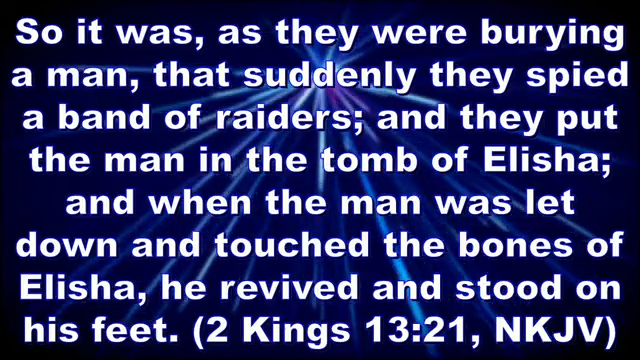 So it was, as they were burying
a man, that suddenly they spied
a band of raiders; and they put
the man in the tomb of Elisha;
and when the man was let
down and touched the bones of
Elisha, he revived and stood on
his feet. (2 Kings 13:21, NKJV)